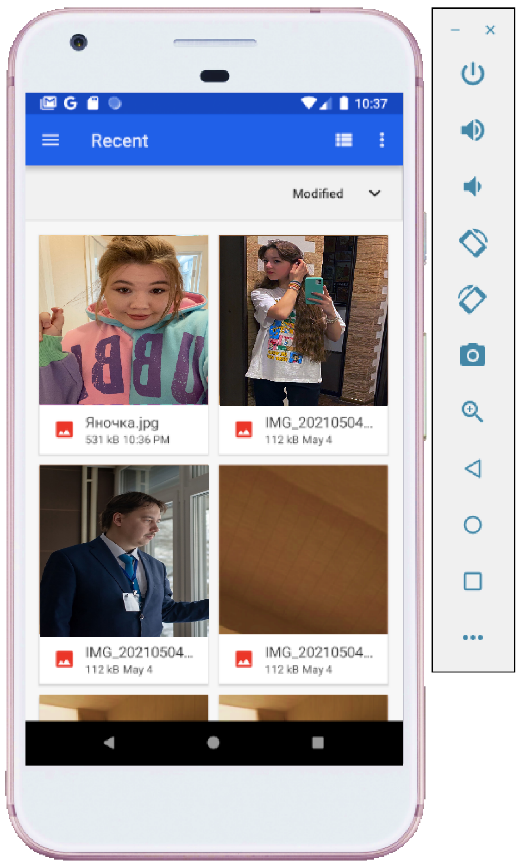 10:37
Recent
Modified
Яночка.jpg
531 kB 10:36 PM
IMG_20210504...
112 kB May 4
IMG_20210504...
112 kB May 4
IMG_20210504...
112 kB May 4